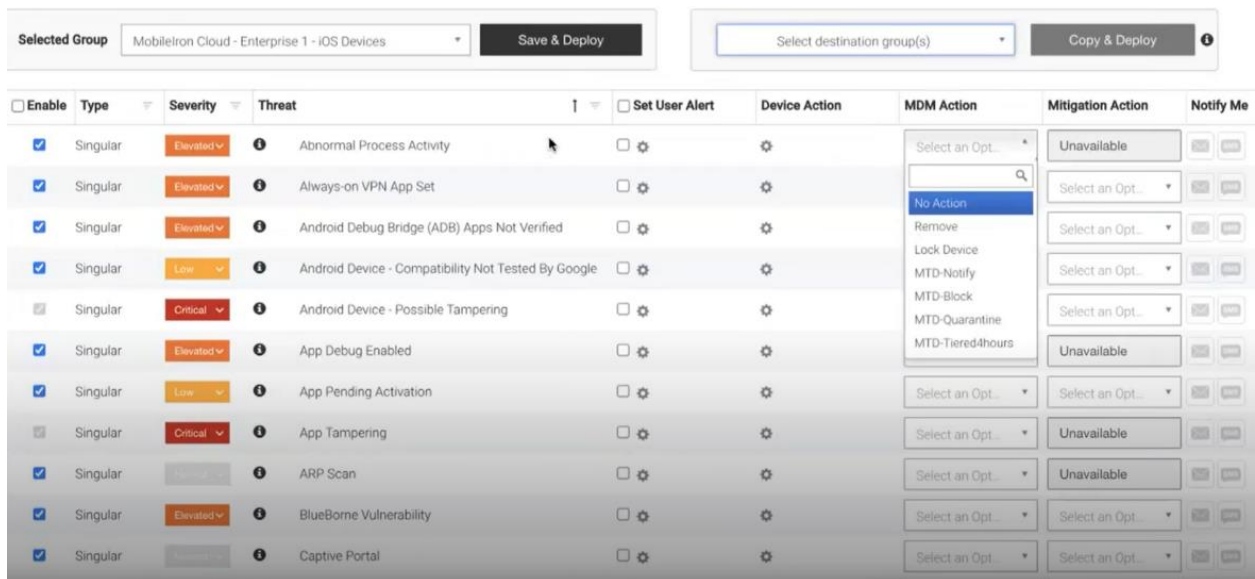 Selected Group MobileIron Cloud - Enterprise 1 - iOS Devices Save & Deploy Select destination group(s) Copy & Deploy
Enable Type Severity Threat Set User Alert Device Action MDM Action Mitigation Action Notify Me
Singular Elevated Abnormal Process Activity Select an Opt... Unavailable
Singular Elevated Always-on VPN App Set Select an Opt...
No Action
Singular Elevated Android Debug Bridge (ADB) Apps Not Verified Remove Select an Opt...
Lock Device
Singular Low Android Device - Compatibility Not Tested By Google MTD-Notify Select an Opt...
MTD-Block
Singular Critical Android Device - Possible Tampering MTD-Quarantine Select an Opt...
MTD-Tiered4hours
Singular Elevated App Debug Enabled Unavailable
Singular Low App Pending Activation Select an Opt... Select an Opt...
Singular Critical App Tampering Select an Opt... Unavailable
Singular ARP Scan Select an Opt... Unavailable
Singular Elevated BlueBorne Vulnerability Select an Opt... Select an Opt...
Singular Captive Portal Select an Opt... Select an Opt...